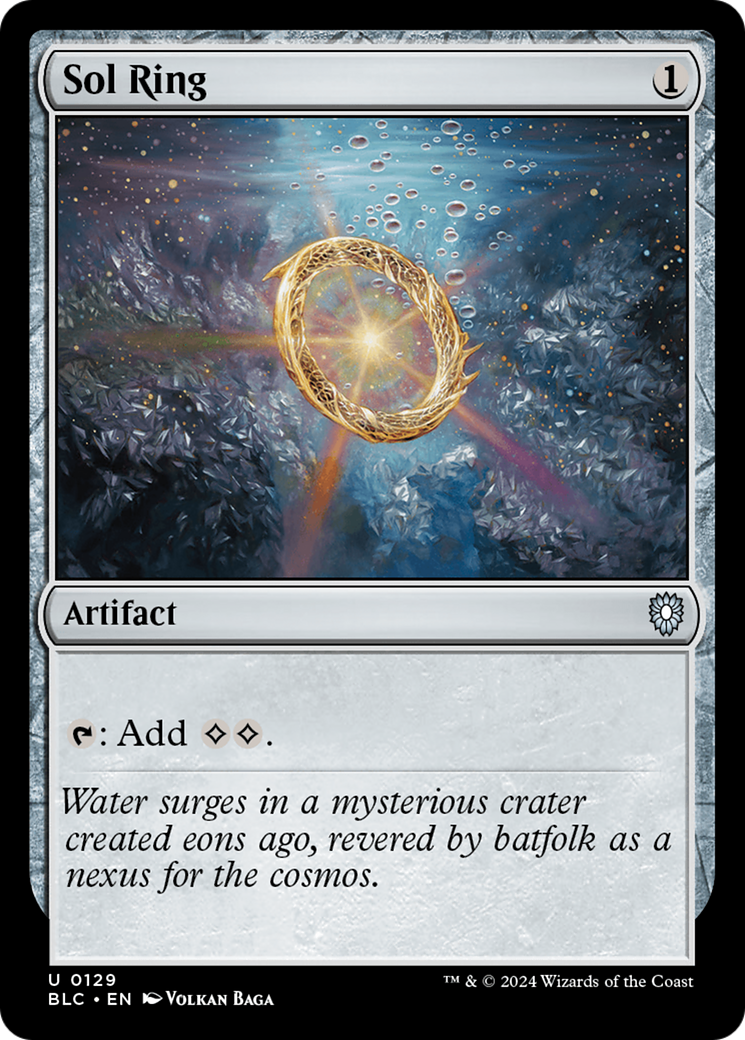 Sol Ring 1
Artifact
: Add .
Water surges in a mysterious crater
created eons ago, revered by batfolk as a
nexus for the cosmos.
U 0129
BLC • EN Volkan Baga
™ & © 2024 Wizards of the Coast